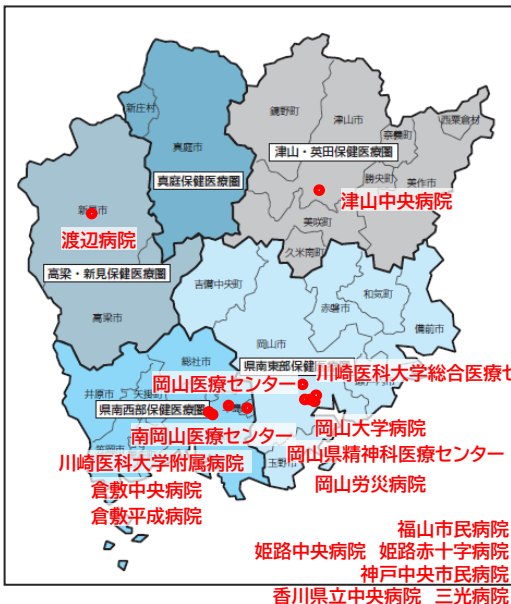 新庄村
真庭市
真庭保健医療圏
鏡野町
津山市
奈義町
西粟倉村
津山・英田保健医療圏
勝央町
美作市
津山中央病院
美咲町
久米南町
新見市
渡辺病院
高梁・新見保健医療圏
高梁市
吉備中央町
和気町
赤磐市
備前市
岡山市
総社市
県南東部保健医療圏
川崎医科大学総合医療セ
岡山医療センター
井原市
矢掛町
県南西部保健医療圏
岡山大学病院
南岡山医療センター
岡山県精神科医療センター
笠岡市
川崎医科大学附属病院
玉野市
倉敷中央病院
岡山労災病院
倉敷平成病院
福山市民病院
姫路中央病院 姫路赤十字病院
神戸中央市民病院
香川県立中央病院 三光病院